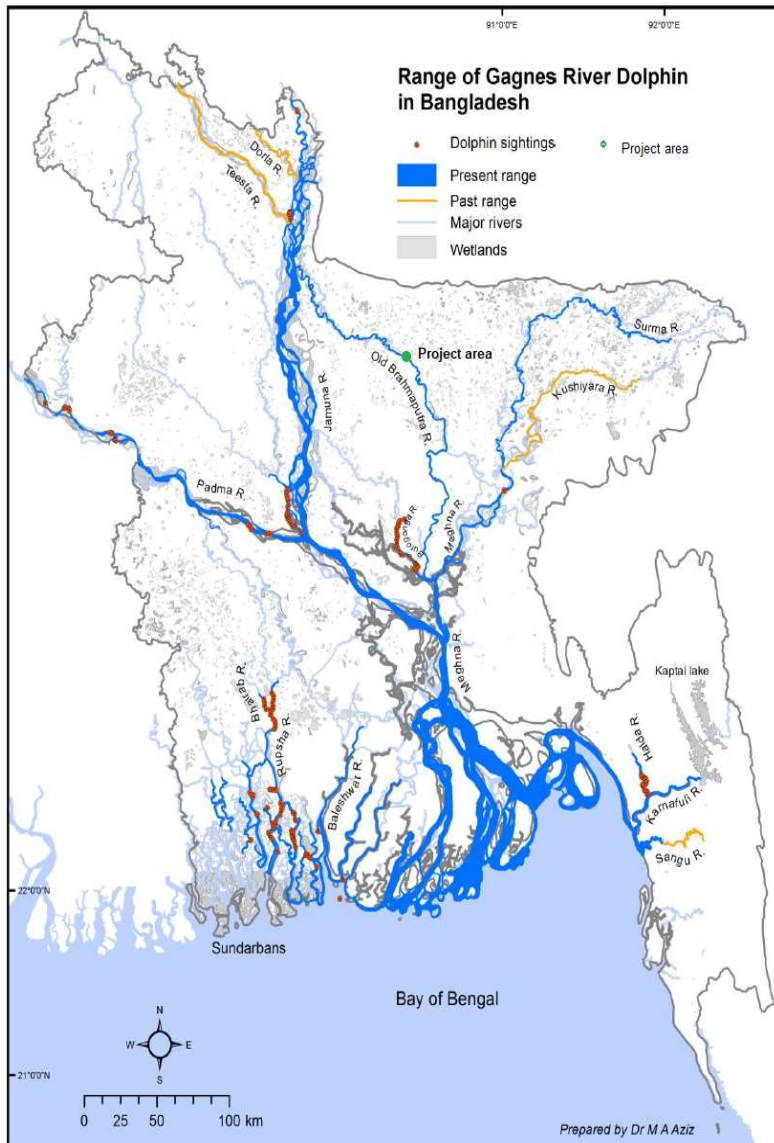 91°0'0"E
92°0'0"E
Range of Gagnes River Dolphin
in Bangladesh
Dolphin sightings
Project area
Present range
Past range
Major rivers
Wetlands
Dorla R.
Teesta R.
Surma R.
Project area
Old Brahmaputra R.
Kushiyara R.
Jamuna R.
Padma R.
Buriganga R.
Meghna R.
Meghna R.
Kaptai lake
Bhairab R.
Rupsha R.
Halda R.
Baleshwar R.
Karnafuli R.
Sangu R.
22°0'0"N
Sundarbans
Bay of Bengal
N
W
E
S
21°0'0"N
0 25 50 100 km
Prepared by Dr M A Aziz